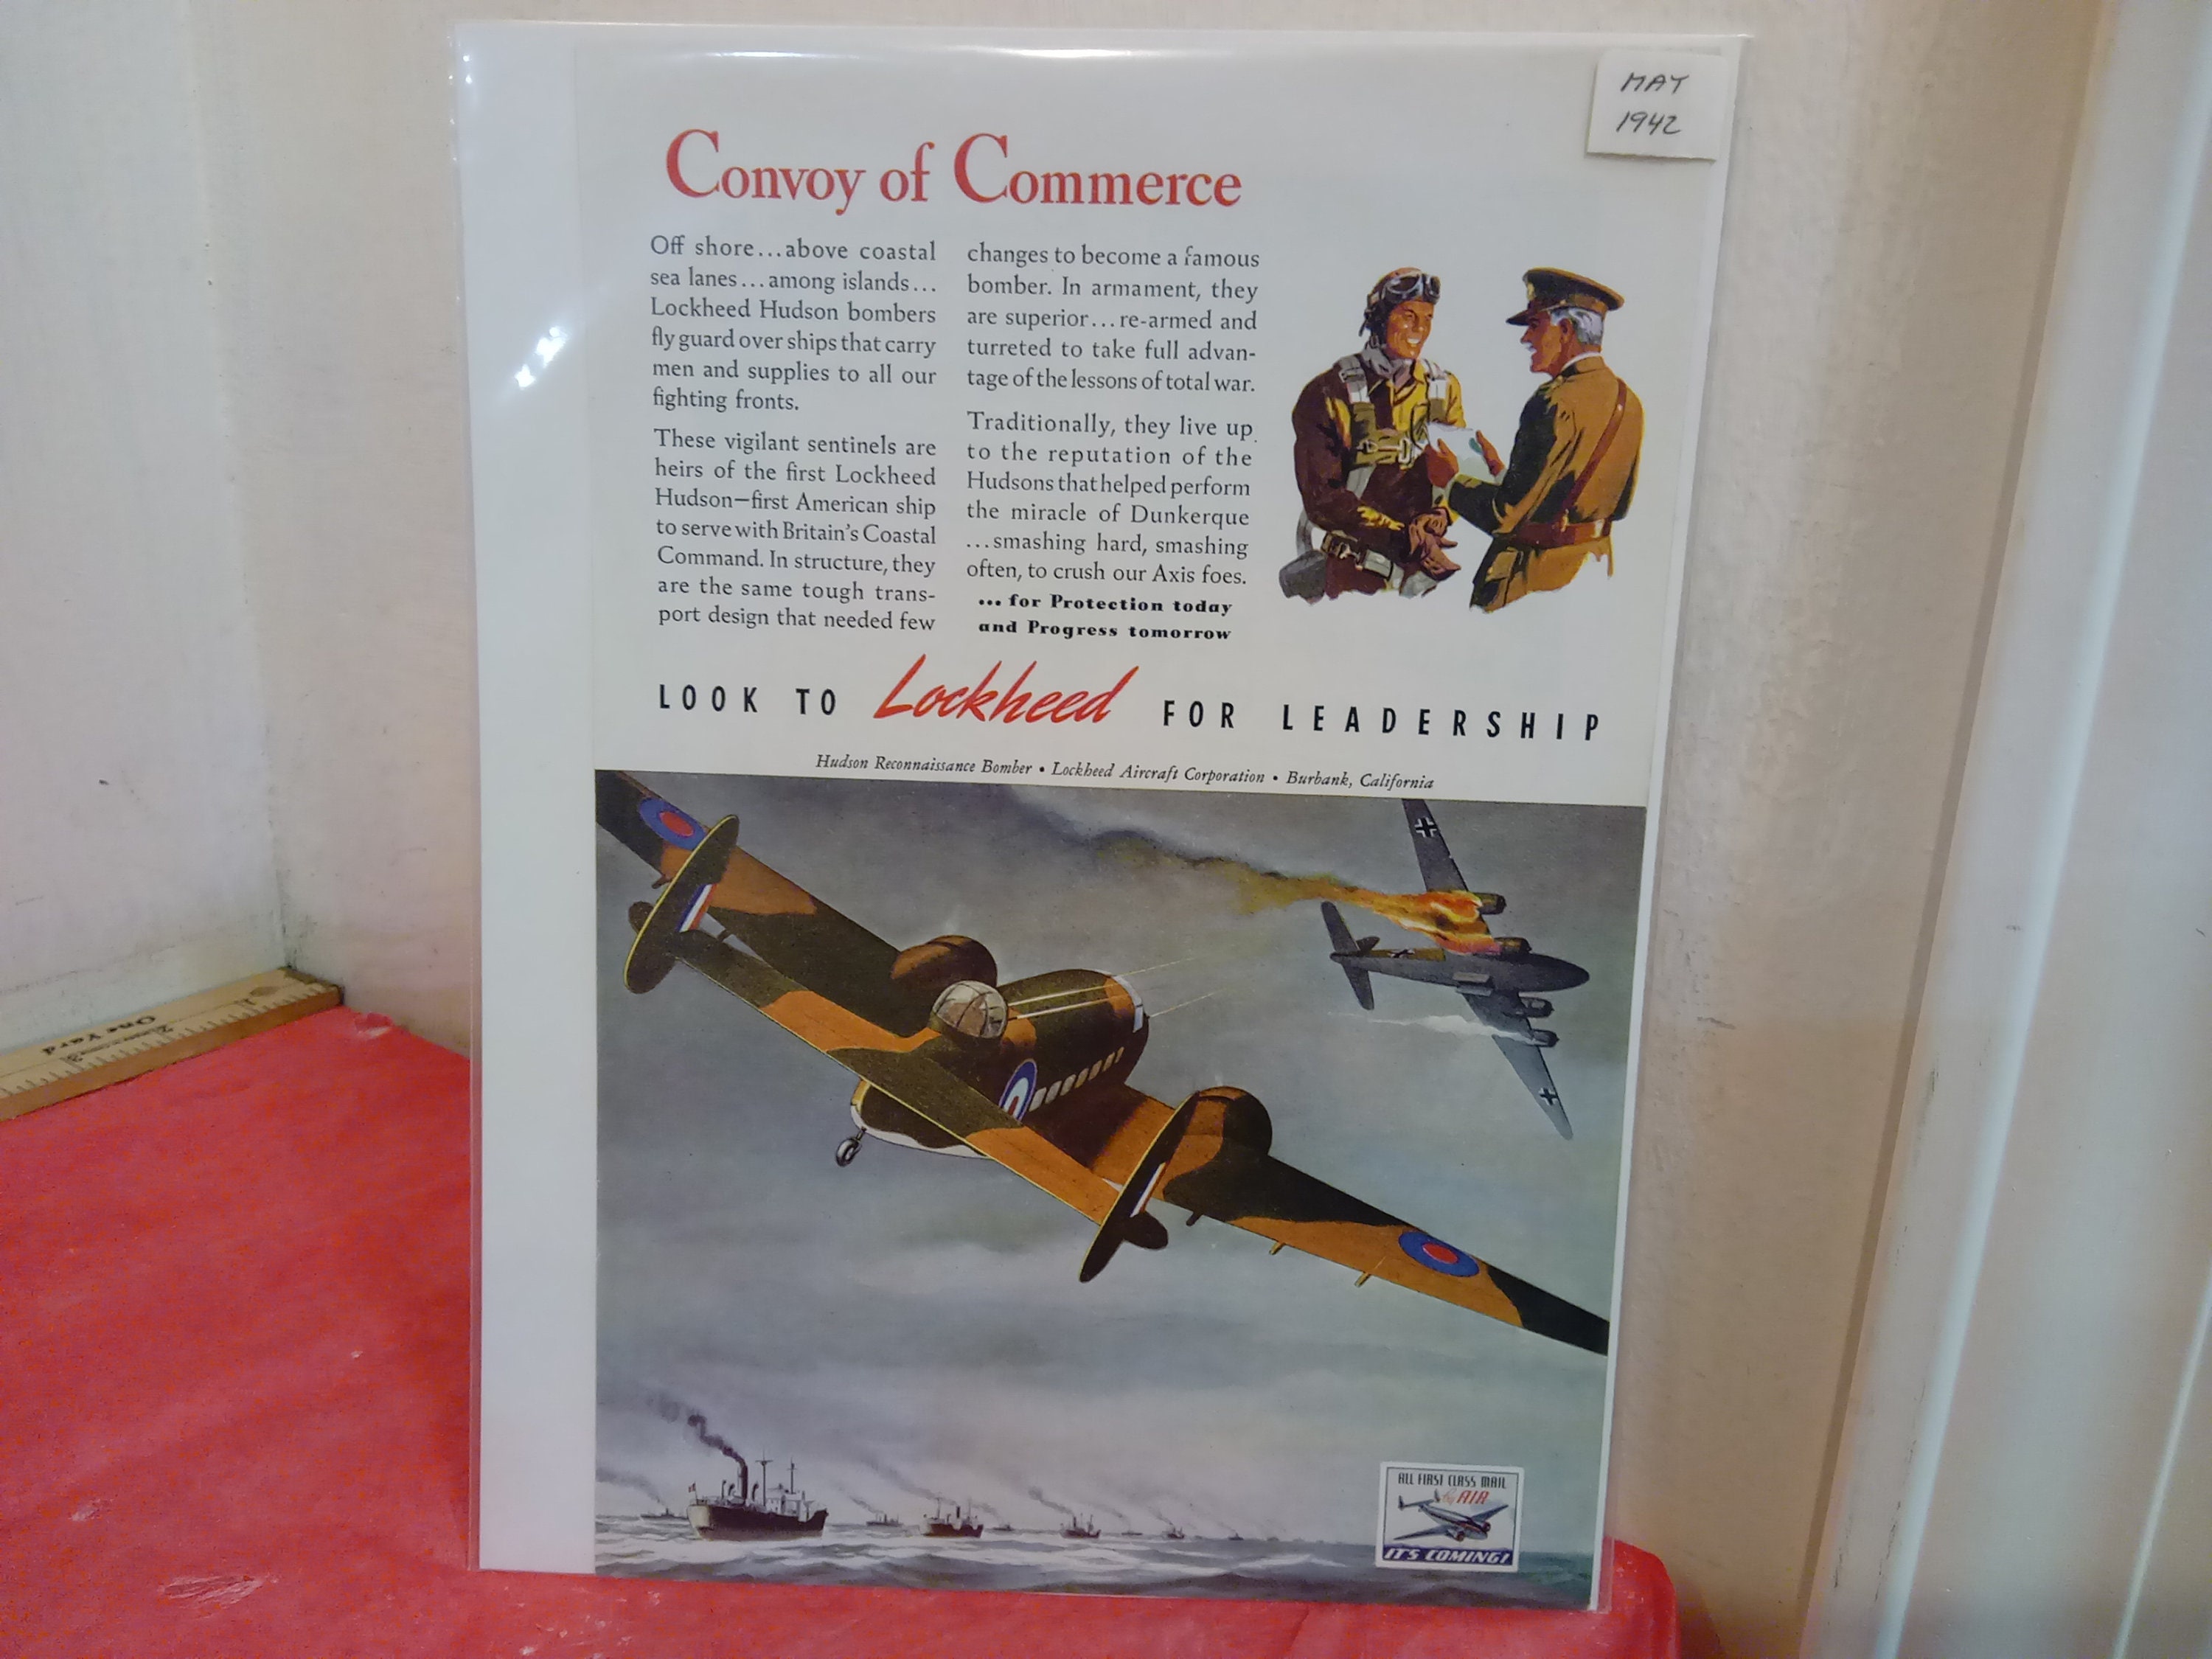 MAY
1942
Convoy of Commerce
Off shore...above coastal
sea lanes...among islands...
Lockheed Hudson bombers
fly guard over ships that carry
men and supplies to all our
fighting fronts.
These vigilant sentinels are
heirs of the first Lockheed
Hudson—first American ship
to serve with Britain's Coastal
Command. In structure, they
are the same tough trans-
port design that needed few
changes to become a famous
bomber. In armament, they
are superior...re-armed and
turreted to take full advan-
tage of the lessons of total war.
Traditionally, they live up
to the reputation of the
Hudsons that helped perform
the miracle of Dunkerque
...smashing hard, smashing
often, to crush our Axis foes.
... for Protection today
and Progress tomorrow
LOOK TO Lockheed FOR LEADERSHIP
Hudson Reconnaissance Bomber • Lockheed Aircraft Corporation • Burbank, California
ALL FIRST CLASS MAIL
by AIR
IT'S COMING!
One Yard